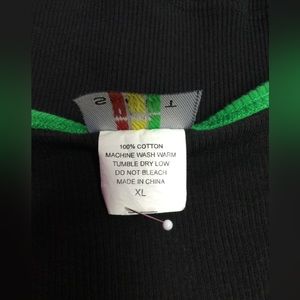 100% COTTON
MACHINE WASH WARM
TUMBLE DRY LOW
DO NOT BLEACH
MADE IN CHINA
XL